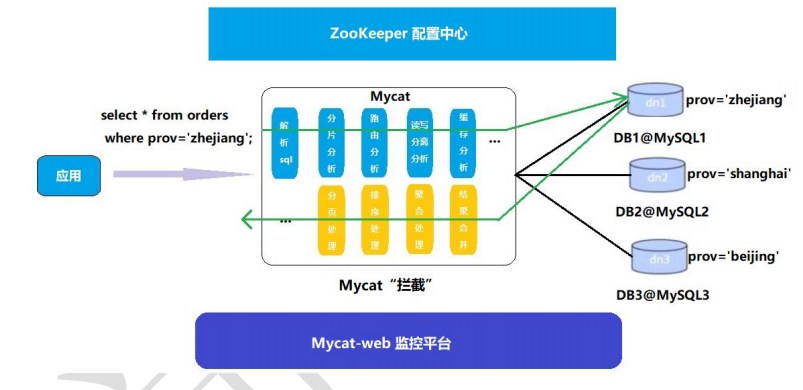 ZooKeeper 配置中心
Mycat
select * from orders
where prov='zhejiang';
应用
解析sql
分片分析
路由分析
读写分离分析
缓存分析
...
...
分页处理
排序处理
聚合处理
结果合并
Mycat“拦截”
dn1
prov='zhejiang'
DB1@MySQL1
dn2
prov='shanghai'
DB2@MySQL2
dn3
prov='beijing'
DB3@MySQL3
Mycat-web 监控平台